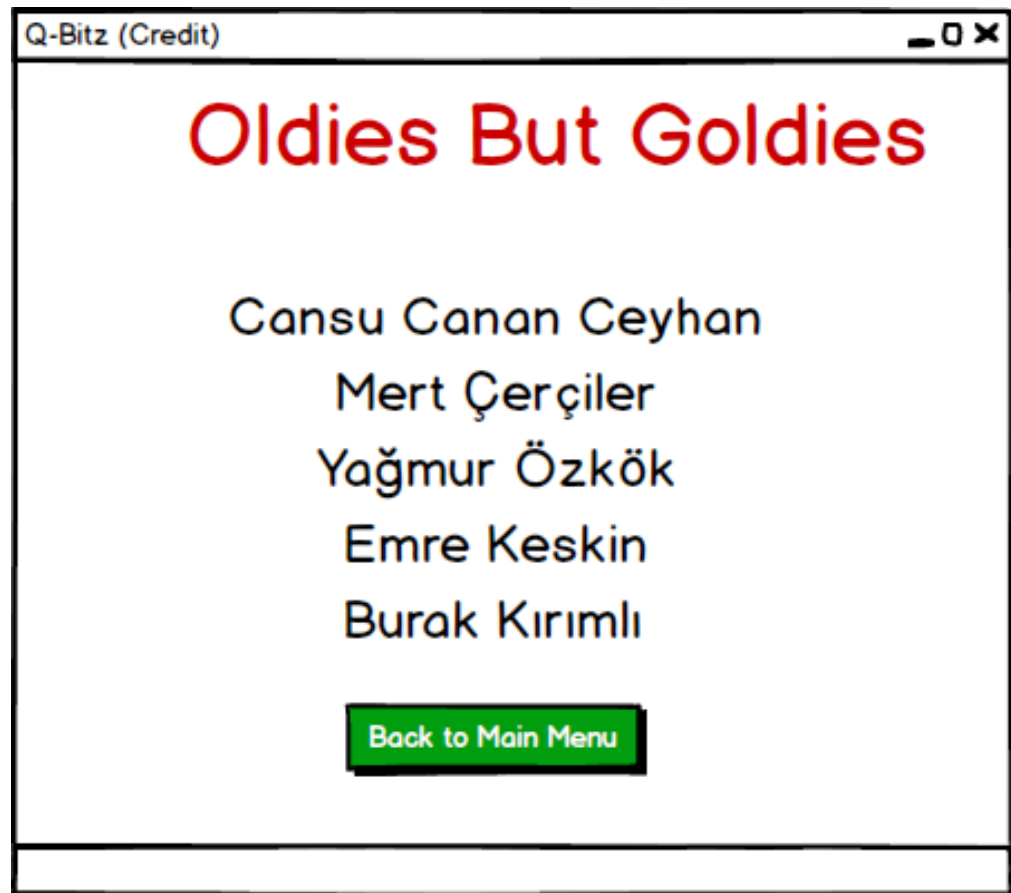 Q-Bitz (Credit)
Oldies But Goldies
Cansu Canan Ceyhan
Mert Çerçiler
Yağmur Özkök
Emre Keskin
Burak Kırımlı
Back to Main Menu